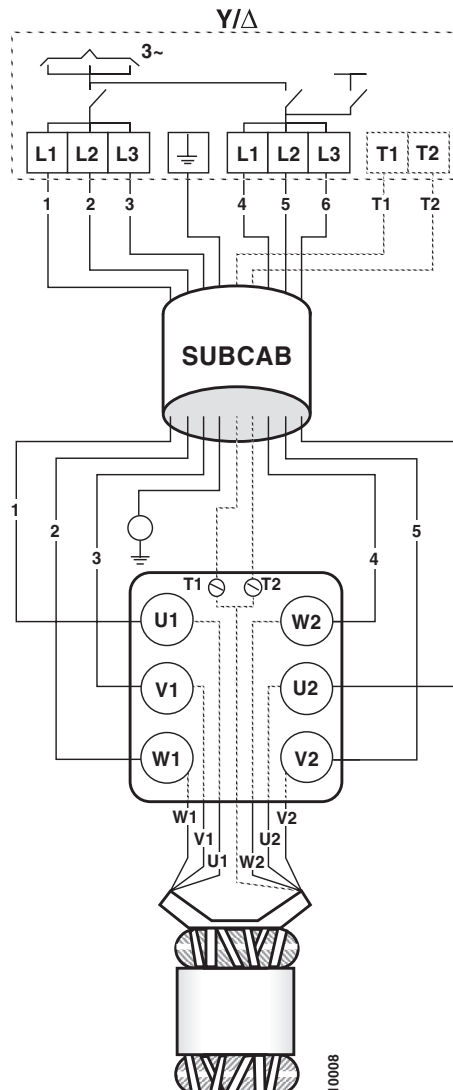 Y/Δ
3~
L1 L2 L3 L1 L2 L3 T1 T2
1 2 3 4 5 6 T1 T2
SUBCAB
1 2 3 4 5
T1 T2
U1 W2
V1 U2
W1 V2
W1 V1 U1 W2 U2 V2
10008